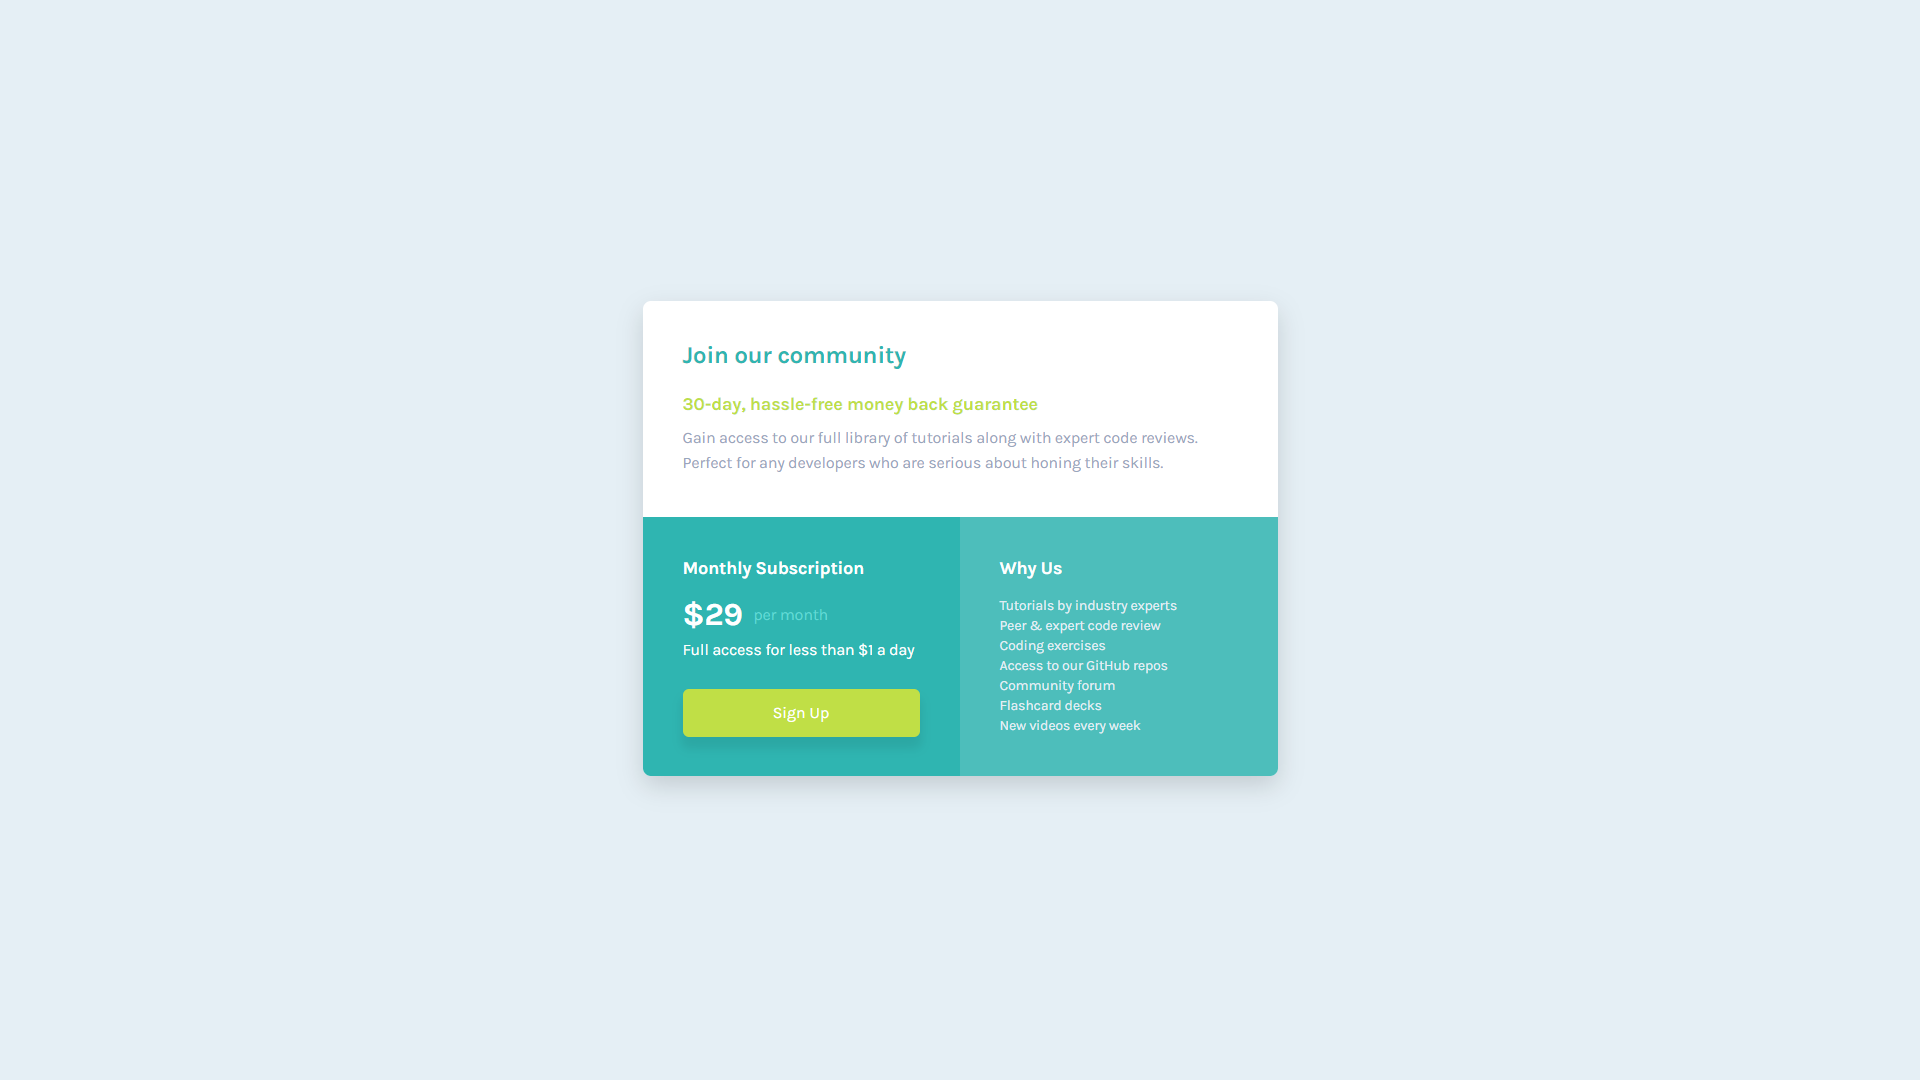 Join our community
30-day, hassle-free money back guarantee
Gain access to our full library of tutorials along with expert code reviews.
Perfect for any developers who are serious about honing their skills.
Monthly Subscription
$29 per month
Full access for less than $1 a day
Sign Up
Why Us
Tutorials by industry experts
Peer & expert code review
Coding exercises
Access to our GitHub repos
Community forum
Flashcard decks
New videos every week